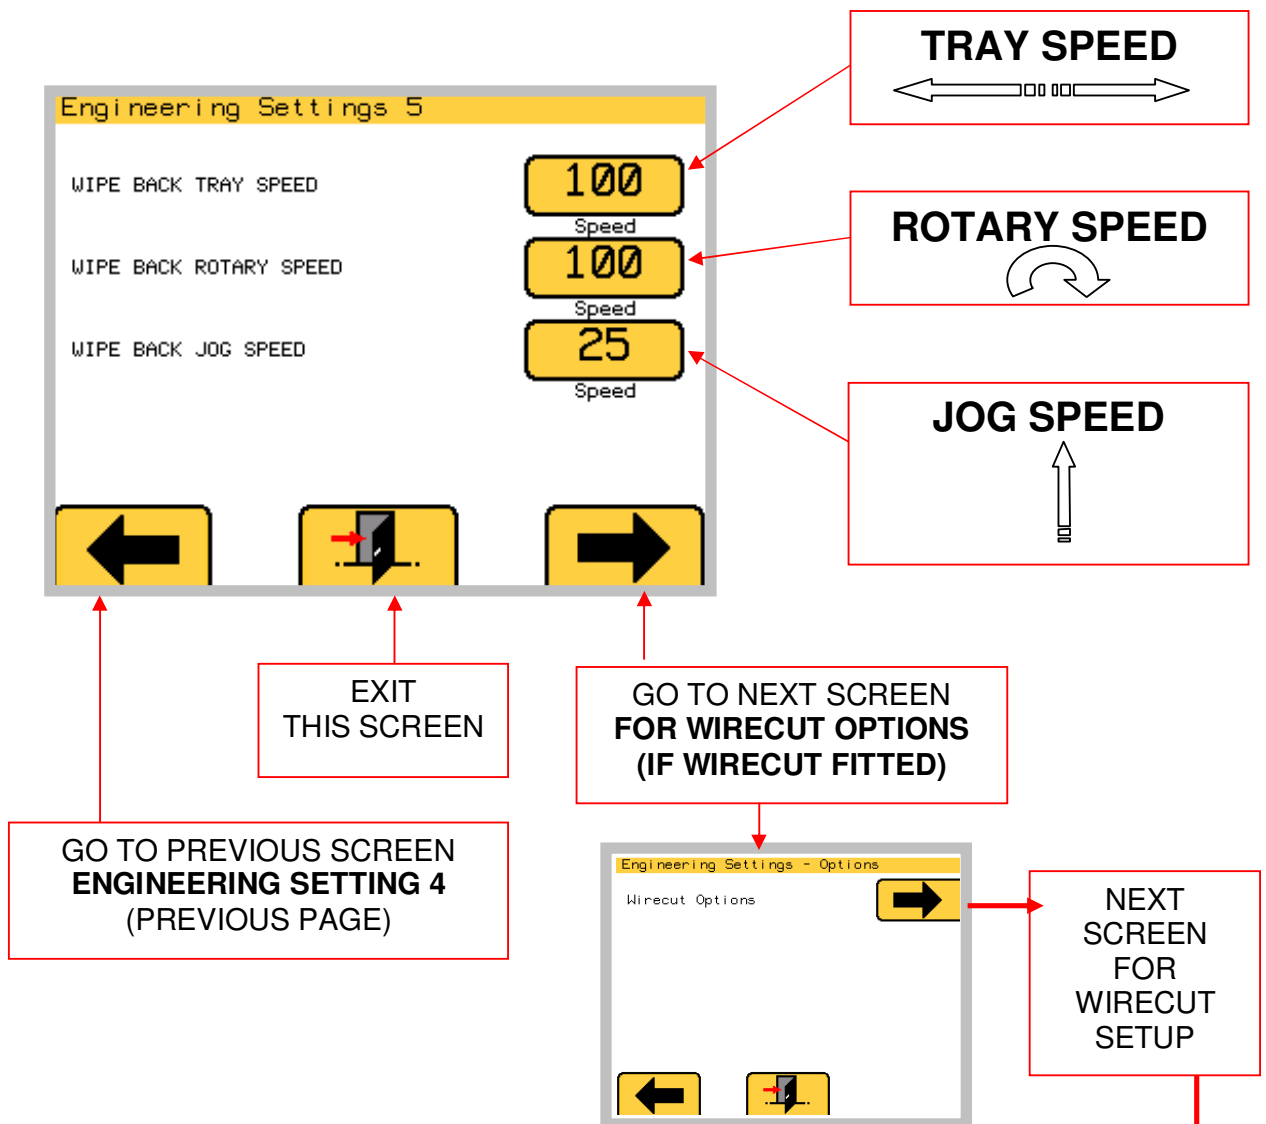 TRAY SPEED
Engineering Settings 5
WIPE BACK TRAY SPEED
100
Speed
ROTARY SPEED
WIPE BACK ROTARY SPEED
100
Speed
WIPE BACK JOG SPEED
25
Speed
JOG SPEED
EXIT
THIS SCREEN
GO TO NEXT SCREEN
FOR WIRECUT OPTIONS
(IF WIRECUT FITTED)
GO TO PREVIOUS SCREEN
ENGINEERING SETTING 4
(PREVIOUS PAGE)
Engineering Settings - Options
Wirecut Options
NEXT
SCREEN
FOR
WIRECUT
SETUP